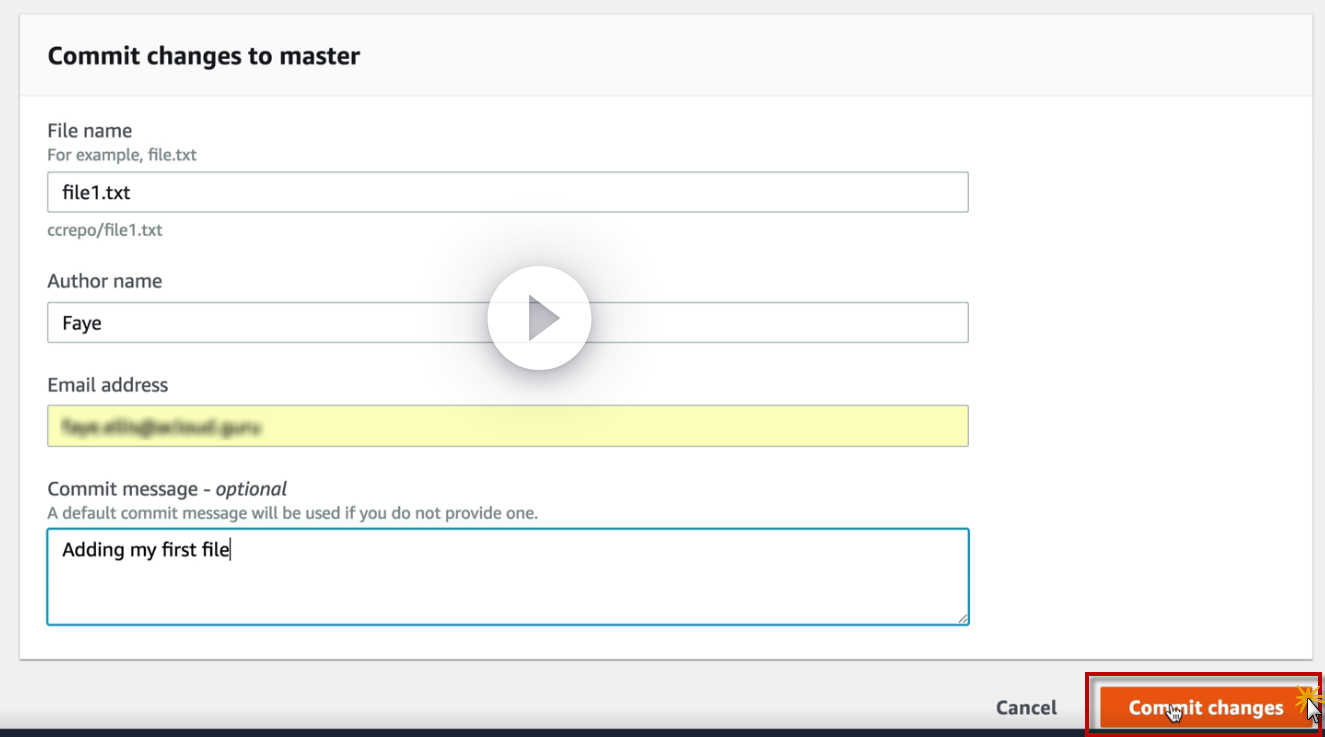 Commit changes to master
File name
For example, file.txt
file1.txt
ccrepo/file1.txt
Author name
Faye
Email address
Commit message - optional
A default commit message will be used if you do not provide one.
Adding my first file
Cancel
Commit changes